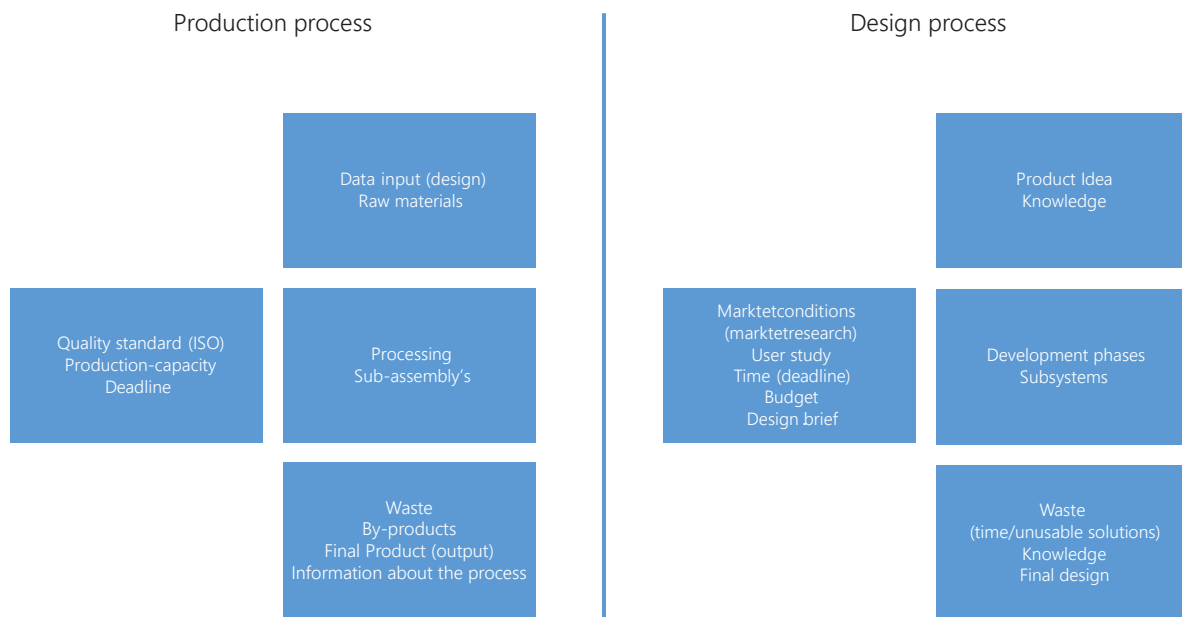 Production process
Data input (design)
Raw materials
Quality standard (ISO)
Production-capacity
Deadline
Processing
Sub-assembly's
Waste
By-products
Final Product (output)
Information about the process
Design process
Product Idea
Knowledge
Marktetconditions
(marktetresearch)
User study
Time (deadline)
Budget
Design brief
Development phases
Subsystems
Waste
(time/unusable solutions)
Knowledge
Final design